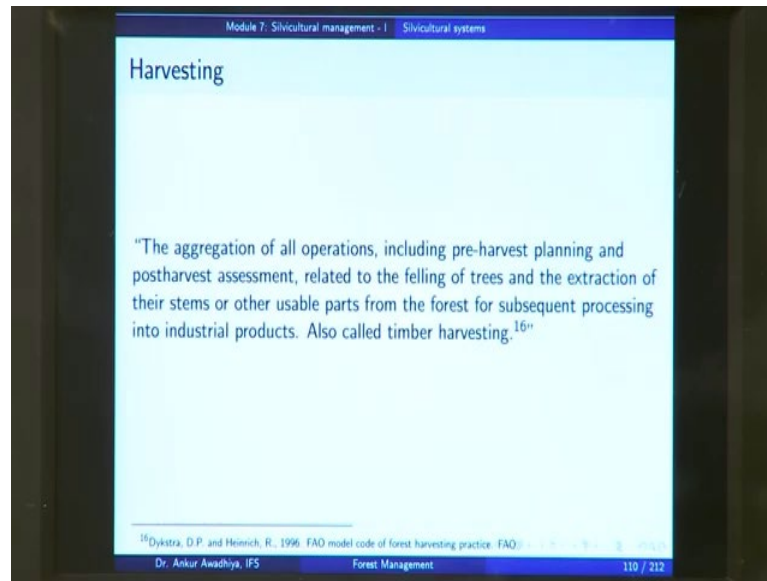 Module 7: Silvicultural management - I Silvicultural systems
Harvesting
“The aggregation of all operations, including pre-harvest planning and
postharvest assessment, related to the felling of trees and the extraction of
their stems or other usable parts from the forest for subsequent processing
into industrial products. Also called timber harvesting.16”
16Dykstra, D.P. and Heinrich, R., 1996. FAO model code of forest harvesting practice. FAO
Dr. Ankur Awadhiya, IFS Forest Management 110 / 212